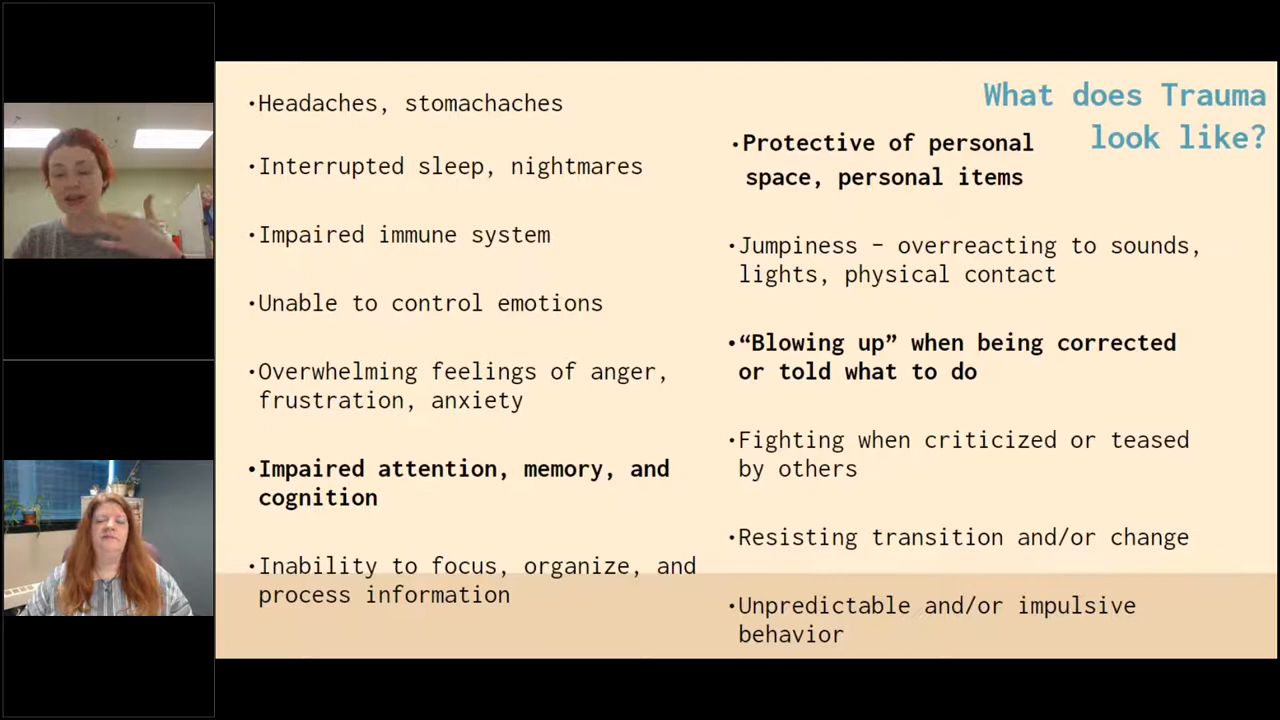 What does Trauma
look like?
•Headaches, stomachaches
•Interrupted sleep, nightmares
•Impaired immune system
•Unable to control emotions
•Overwhelming feelings of anger,
frustration, anxiety
•Impaired attention, memory, and
cognition
•Inability to focus, organize, and
process information
•Protective of personal
space, personal items
•Jumpiness – overreacting to sounds,
lights, physical contact
•“Blowing up” when being corrected
or told what to do
•Fighting when criticized or teased
by others
•Resisting transition and/or change
•Unpredictable and/or impulsive
behavior